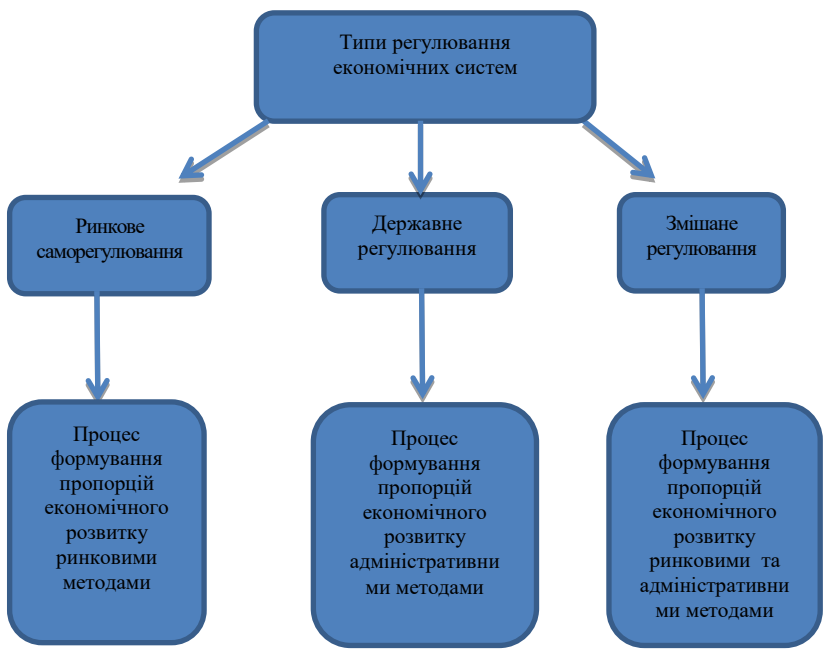 Типи регулювання
економічних систем
Ринкове
саморегулювання
Державне
регулювання
Змішане
регулювання
Процес
формування
пропорцій
економічного
розвитку
ринковими
методами
Процес
формування
пропорцій
економічного
розвитку
адміністративни
ми методами
Процес
формування
пропорцій
економічного
розвитку
ринковими та
адміністративни
ми методами